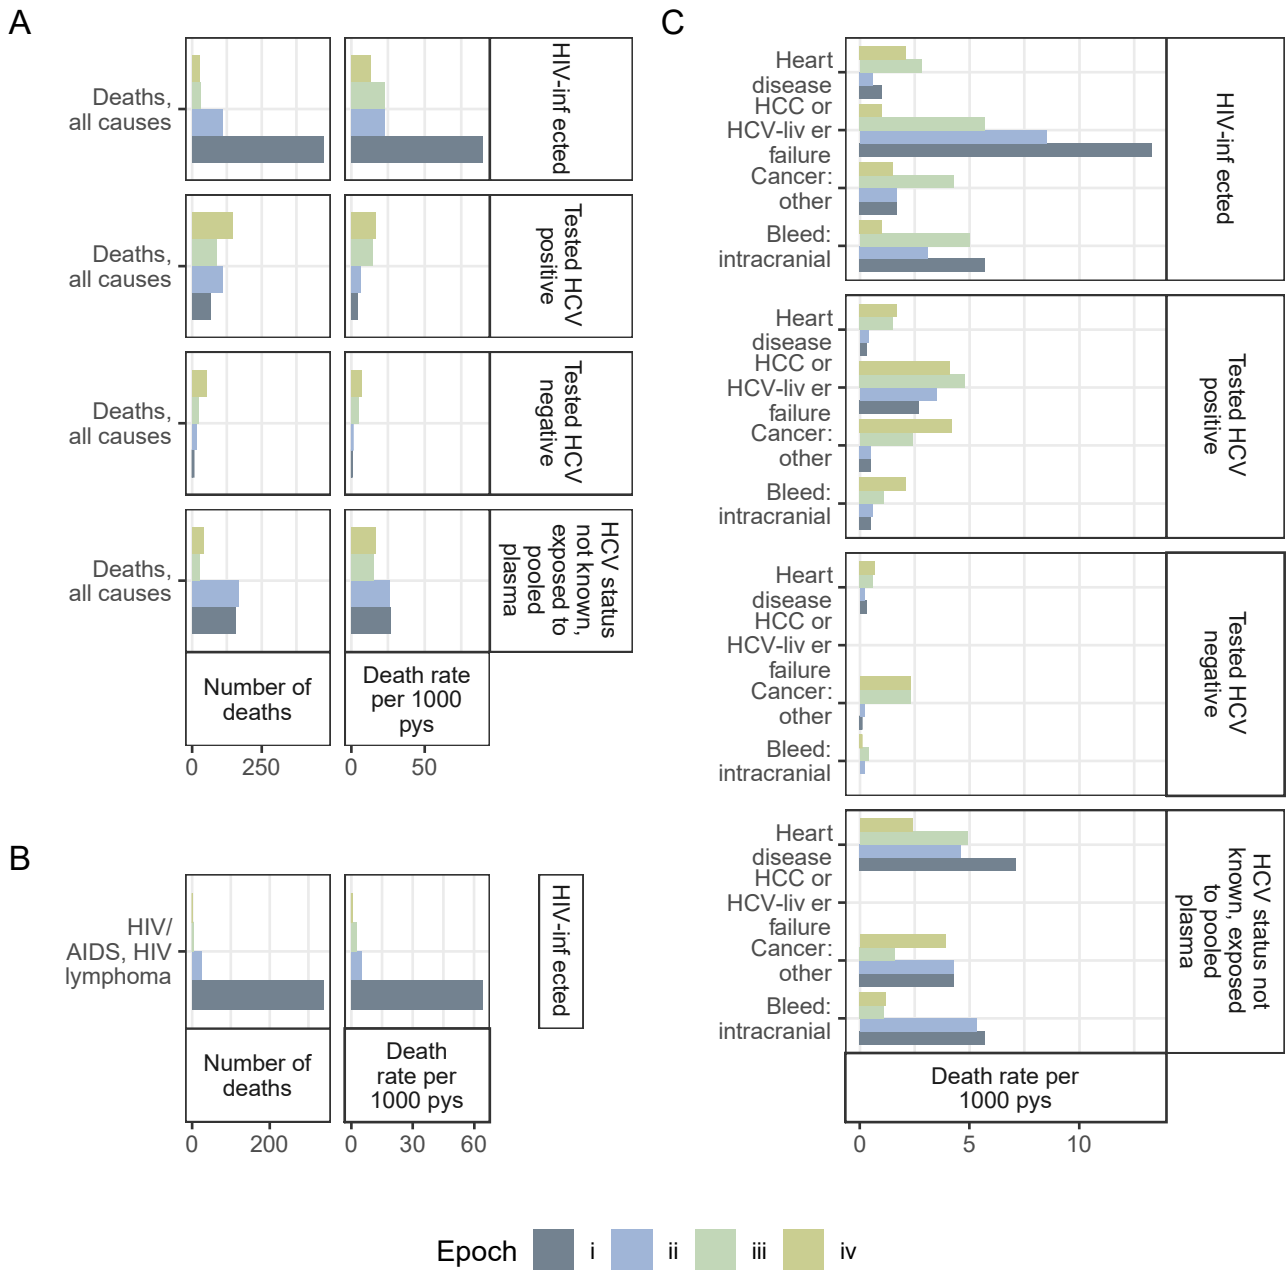 A
Deaths,
all causes
HIV-inf ected
Deaths,
all causes
Tested HCV
positive
Deaths,
all causes
Tested HCV
negative
Deaths,
all causes
HCV status
not known,
exposed to
pooled
plasma
Number of
deaths
Death rate
per 1000
pys
0 250
0 50
B
HIV/
AIDS, HIV
lymphoma
HIV-inf ected
Number of
deaths
Death
rate per
1000 pys
0 200
0 30 60
C
Heart
disease
HCC or
HCV-liv er
failure
Cancer:
other
Bleed:
intracranial
HIV-inf ected
Heart
disease
HCC or
HCV-liv er
failure
Cancer:
other
Bleed:
intracranial
Tested HCV
positive
Heart
disease
HCC or
HCV-liv er
failure
Cancer:
other
Bleed:
intracranial
Tested HCV
negative
Heart
disease
HCC or
HCV-liv er
failure
Cancer:
other
Bleed:
intracranial
HCV status not
known, exposed
to pooled
plasma
Death rate per
1000 pys
0 5 10
Epoch i ii iii iv